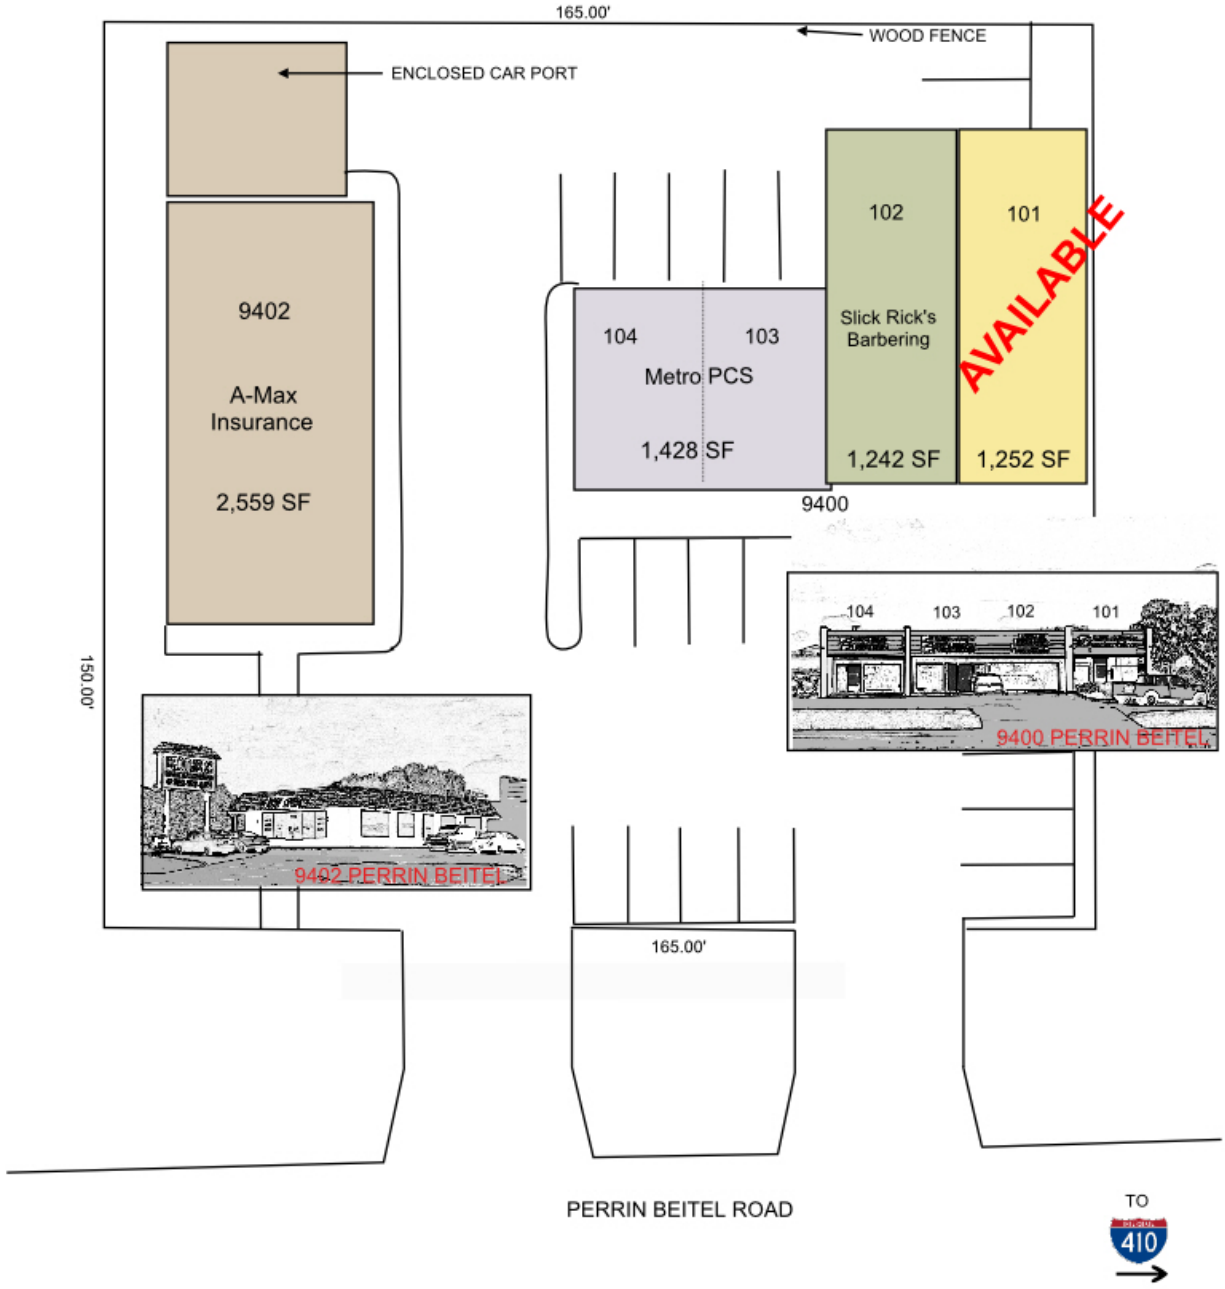 165.00'
WOOD FENCE
ENCLOSED CAR PORT
102
101
AVAILABLE
9402
Slick Rick's
Barbering
104
103
Metro PCS
A-Max
Insurance
1,428 SF
1,242 SF
1,252 SF
2,559 SF
9400
104
103
102
101
150.00'
9400 PERRIN BEITEL
9402 PERRIN BEITEL
165.00'
PERRIN BEITEL ROAD
TO
410